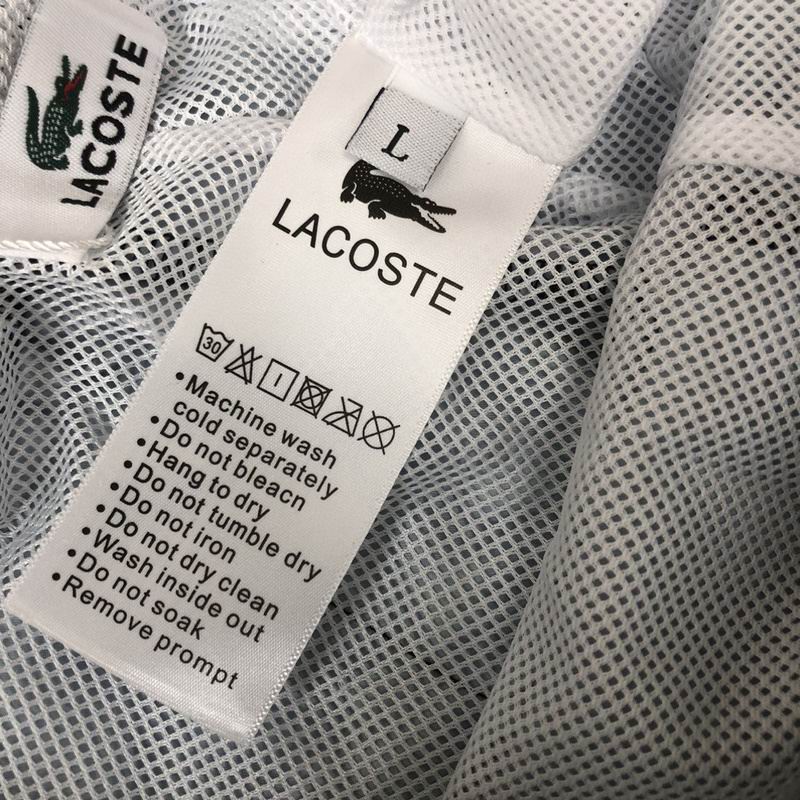 LACOSTE
L
LACOSTE
30
•Machine wash
cold separately
•Do not bleacn
•Hang to dry
•Do not tumble dry
•Do not iron
•Do not dry clean
•Wash inside out
•Do not soak
•Remove prompt